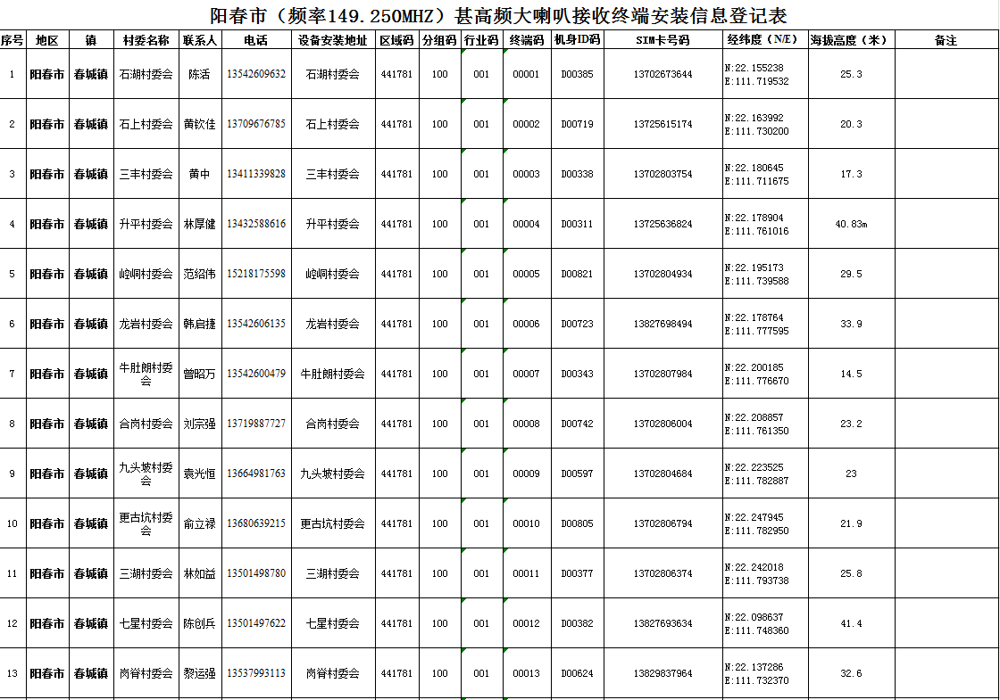 阳春市（频率149.250MHZ）甚高频大喇叭接收终端安装信息登记表
序号 地区 镇 村委名称 联系人 电话 设备安装地址 区域码 分组码 行业码 终端码 机身ID码 SIM卡号码 经纬度（N/E） 海拔高度（米） 备注
1 阳春市 春城镇 石湖村委会 陈活 13542609632 石湖村委会 441781 100 001 00001 D00385 13702673644 N:22.155238 25.3
E:111.719532
2 阳春市 春城镇 石上村委会 黄钦佳 13709676785 石上村委会 441781 100 001 00002 D00719 13725615174 N:22.163992 20.3
E:111.730200
3 阳春市 春城镇 三丰村委会 黄中 13411339828 三丰村委会 441781 100 001 00003 D00338 13702803754 N:22.180645 17.3
E:111.711675
4 阳春市 春城镇 升平村委会 林厚健 13432588616 升平村委会 441781 100 001 00004 D00311 13725636824 N:22.178904 40.83m
E:111.761016
5 阳春市 春城镇 崆峒村委会 范绍伟 15218175598 崆峒村委会 441781 100 001 00005 D00821 13702804934 N:22.195173 29.5
E:111.739588
6 阳春市 春城镇 龙岩村委会 韩启捷 13542606135 龙岩村委会 441781 100 001 00006 D00723 13827698494 N:22.178764 33.9
E:111.777595
7 阳春市 春城镇 牛肚朗村委会 曾昭万 13542600479 牛肚朗村委会 441781 100 001 00007 D00343 13702807984 N:22.200185 14.5
E:111.776670
8 阳春市 春城镇 合岗村委会 刘宗强 13719887727 合岗村委会 441781 100 001 00008 D00742 13702806004 N:22.208857 23.2
E:111.761350
9 阳春市 春城镇 九头坡村委会 袁光恒 13664981763 九头坡村委会 441781 100 001 00009 D00597 13702804684 N:22.223525 23
E:111.782887
10 阳春市 春城镇 更古坑村委会 俞立禄 13680639215 更古坑村委会 441781 100 001 00010 D00805 13702806794 N:22.247945 21.9
E:111.782950
11 阳春市 春城镇 三湖村委会 林如益 13501498780 三湖村委会 441781 100 001 00011 D00377 13702806374 N:22.242018 25.8
E:111.793738
12 阳春市 春城镇 七星村委会 陈创兵 13501497622 七星村委会 441781 100 001 00012 D00382 13827693634 N:22.098637 41.4
E:111.748360
13 阳春市 春城镇 岗脊村委会 黎运强 13537993113 岗脊村委会 441781 100 001 00013 D00624 13829837964 N:22.137286 32.6
E:111.732370